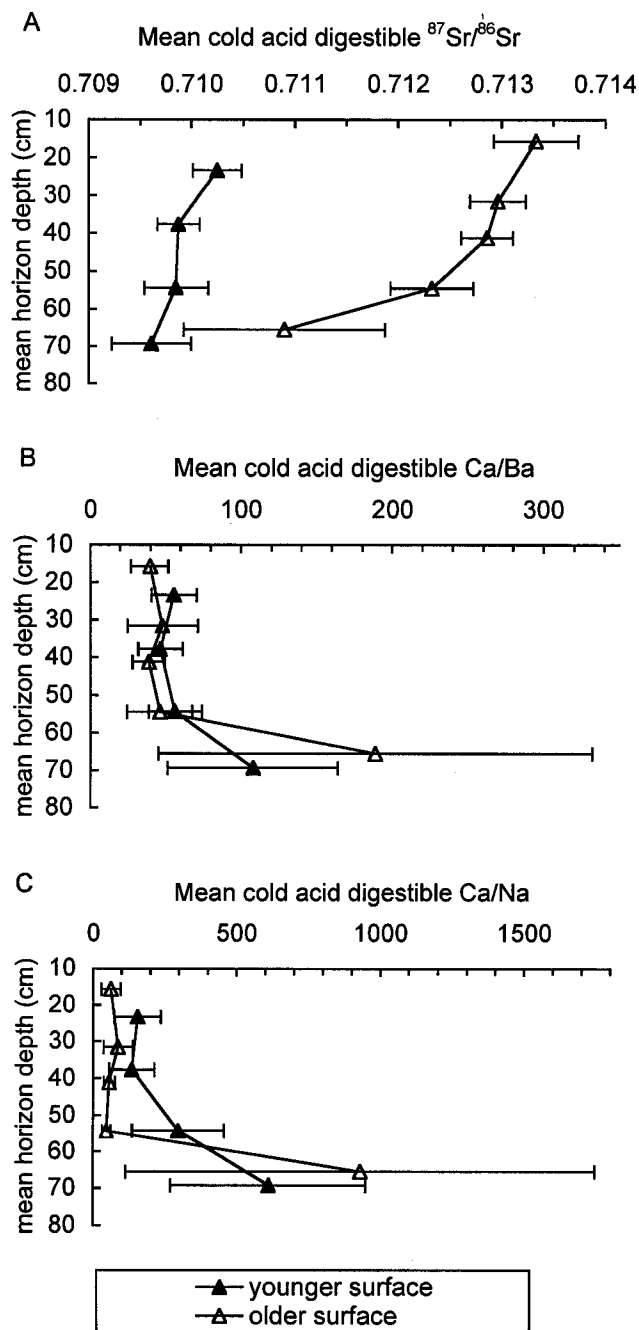 A
Mean cold acid digestible ⁸⁷Sr/⁸⁶Sr
0.709 0.710 0.711 0.712 0.713 0.714
mean horizon depth (cm)
10
20
30
40
50
60
70
80
B
Mean cold acid digestible Ca/Ba
0 100 200 300
mean horizon depth (cm)
10
20
30
40
50
60
70
80
C
Mean cold acid digestible Ca/Na
0 500 1000 1500
mean horizon depth (cm)
10
20
30
40
50
60
70
80
younger surface
older surface